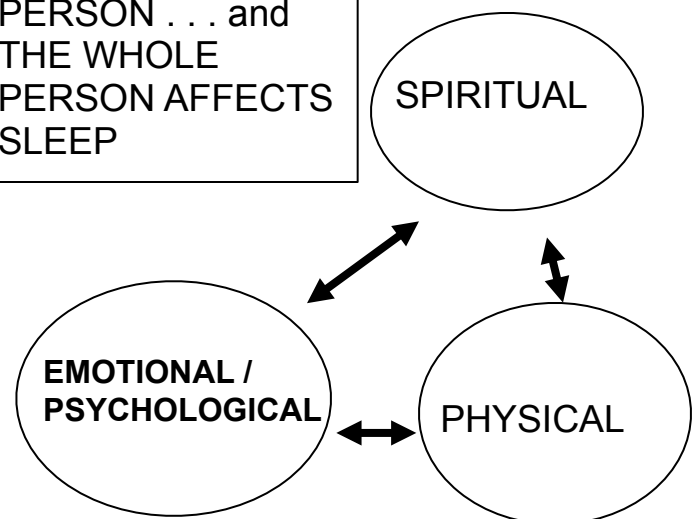 PERSON . . . and
THE WHOLE
PERSON AFFECTS
SLEEP
SPIRITUAL
EMOTIONAL /
PSYCHOLOGICAL
PHYSICAL